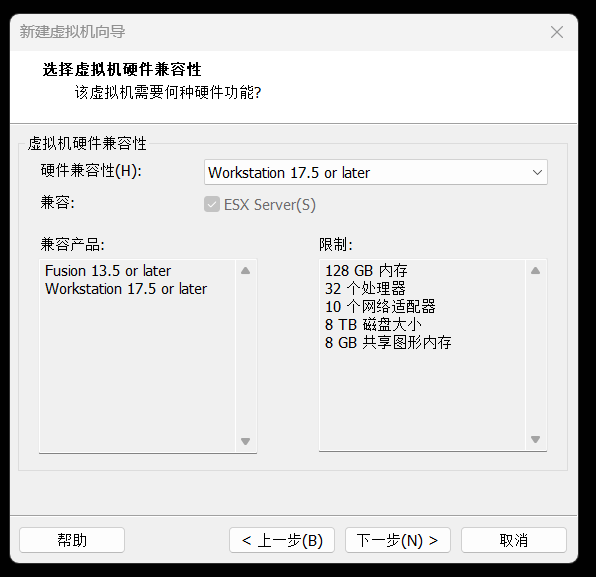 新建虚拟机向导
选择虚拟机硬件兼容性
该虚拟机需要何种硬件功能?
虚拟机硬件兼容性
硬件兼容性(H):
Workstation 17.5 or later
兼容:
ESX Server(S)
兼容产品:
Fusion 13.5 or later
Workstation 17.5 or later
限制:
128 GB 内存
32 个处理器
10 个网络适配器
8 TB 磁盘大小
8 GB 共享图形内存
帮助
< 上一步(B)
下一步(N) >
取消